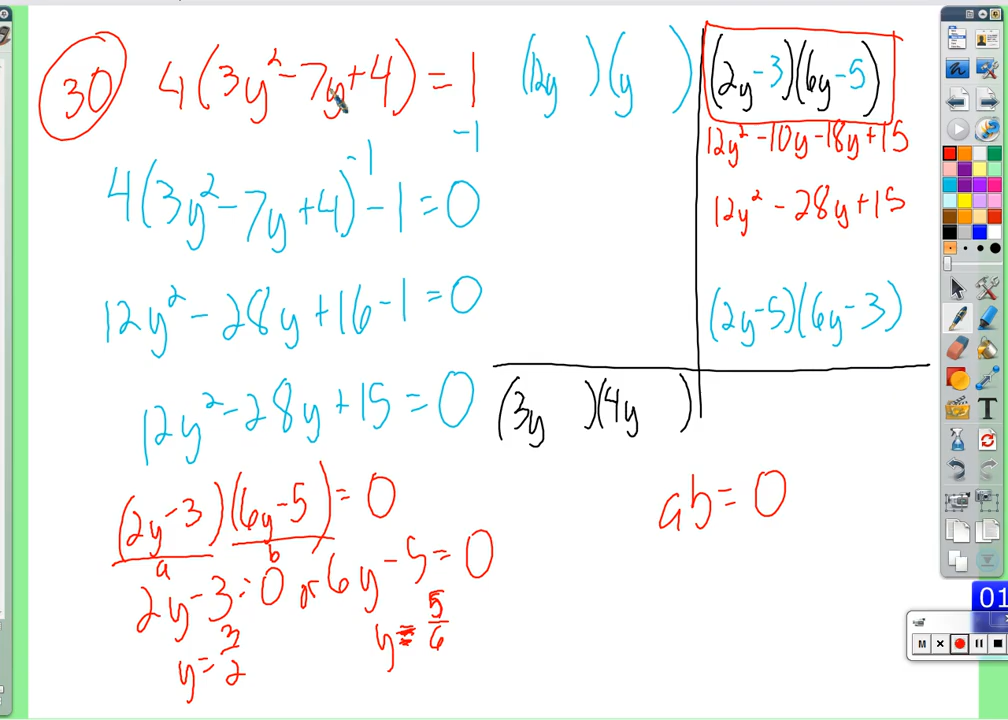 30 4(3y²-7y+4) = 1
-1 -1
4(3y²-7y+4) - 1 = 0
12y² - 28y + 16 - 1 = 0
12y² - 28y + 15 = 0
(2y-3)(6y-5) = 0
a b
2y-3=0 or 6y-5=0
y = 3/2 y = 5/6
(12y )(y )
(2y-3)(6y-5)
12y² -10y -18y +15
12y² - 28y + 15
(2y-5)(6y-3)
(3y )(4y )
ab = 0
01
M